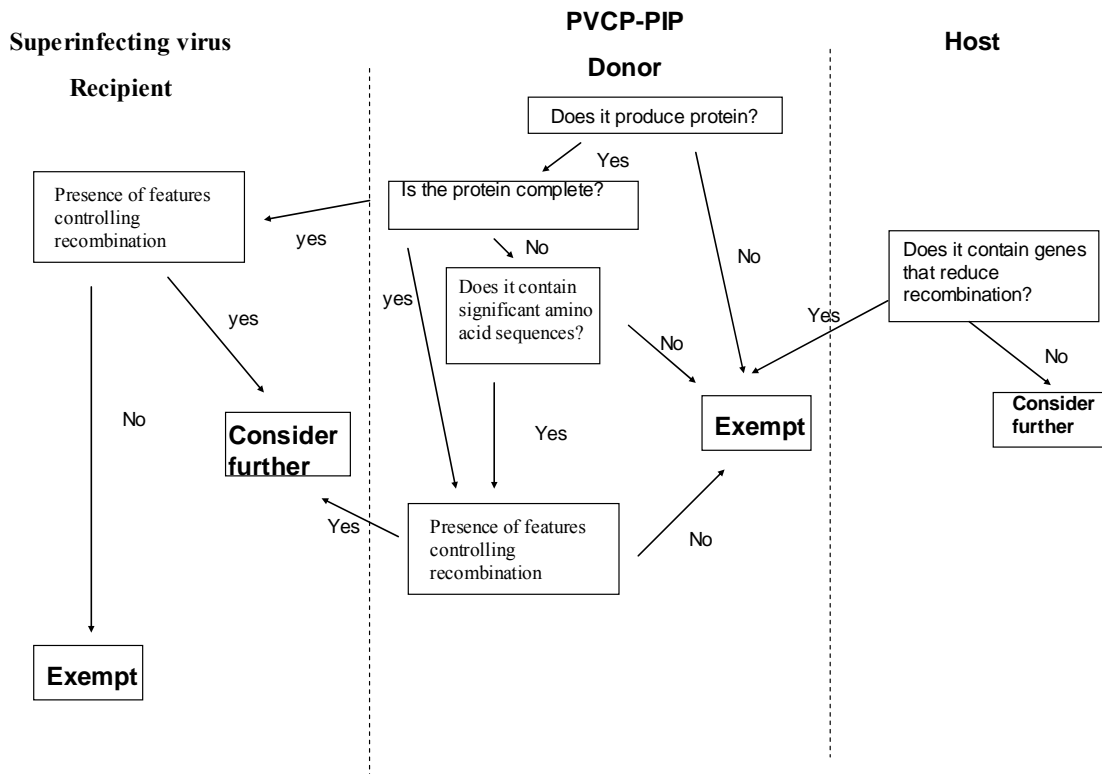 Superinfecting virus
Recipient
PVCP-PIP
Donor
Host
Does it produce protein?
Yes
Is the protein complete?
Presence of features
controlling
recombination
yes
No
No
Does it contain genes
that reduce
recombination?
Does it contain
significant amino
acid sequences?
yes
yes
Yes
No
No
No
Consider
further
Yes
Exempt
Consider
further
Presence of features
controlling
recombination
Yes
No
Exempt